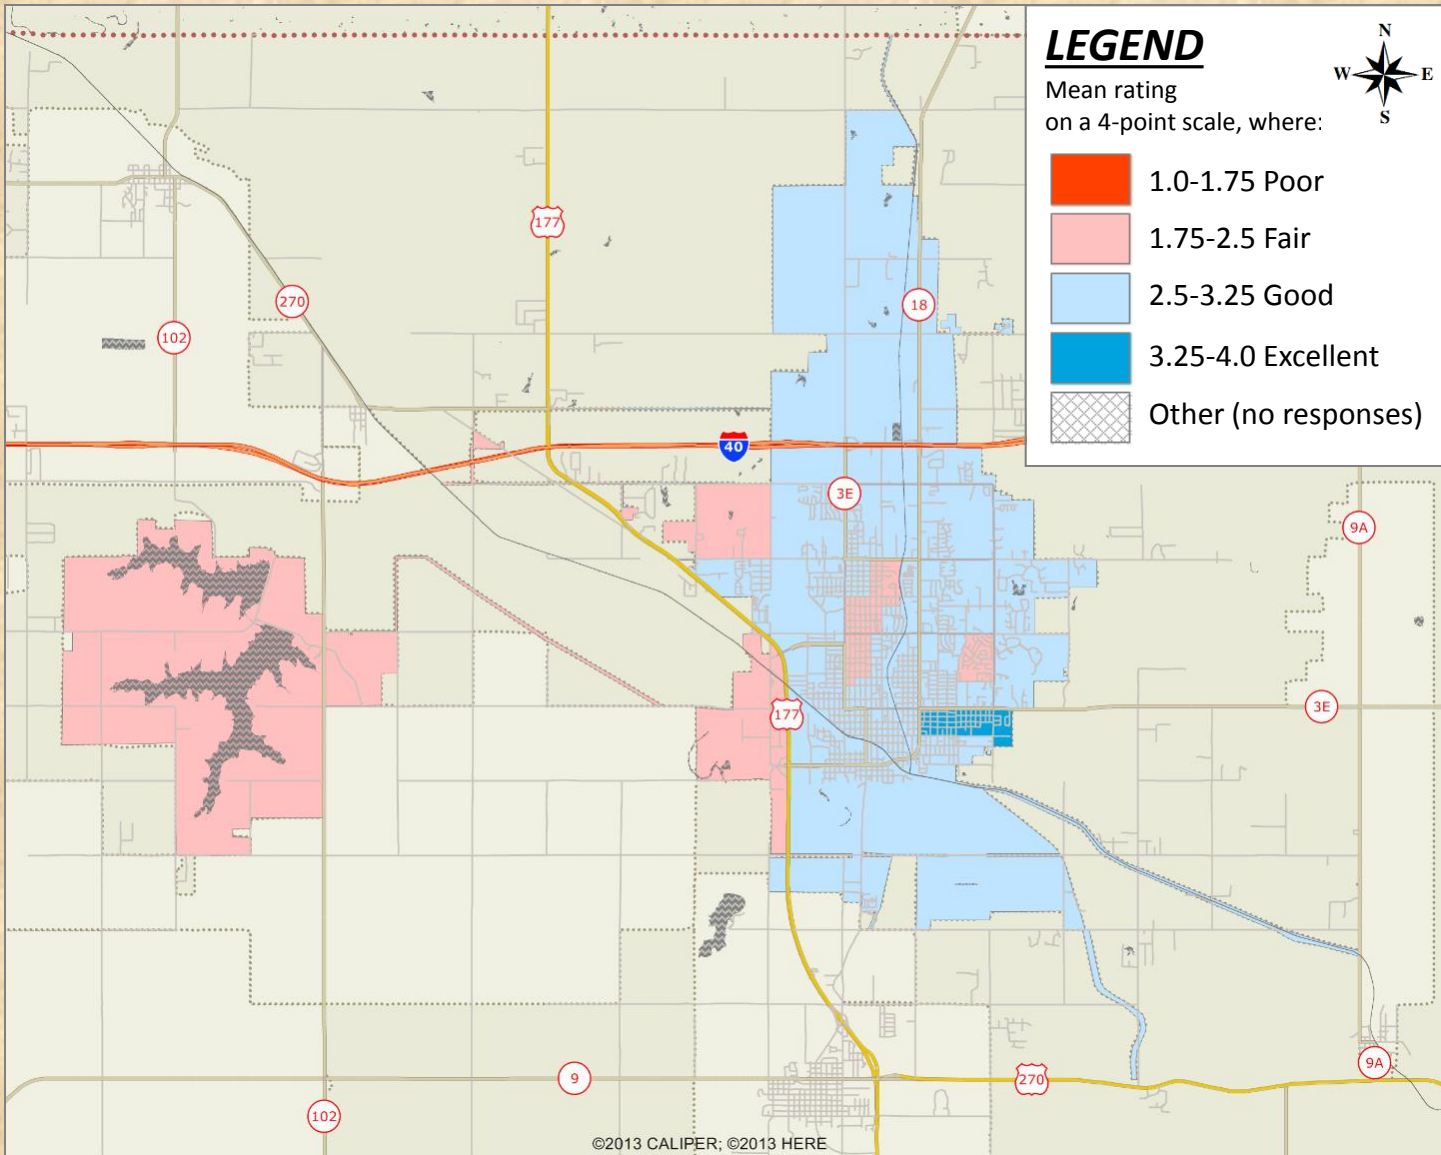 LEGEND
Mean rating
on a 4-point scale, where:
1.0-1.75 Poor
1.75-2.5 Fair
2.5-3.25 Good
3.25-4.0 Excellent
Other (no responses)
N
W E
S
177
270
18
102
40
3E
9A
3E
177
9
270
9A
102
©2013 CALIPER; ©2013 HERE